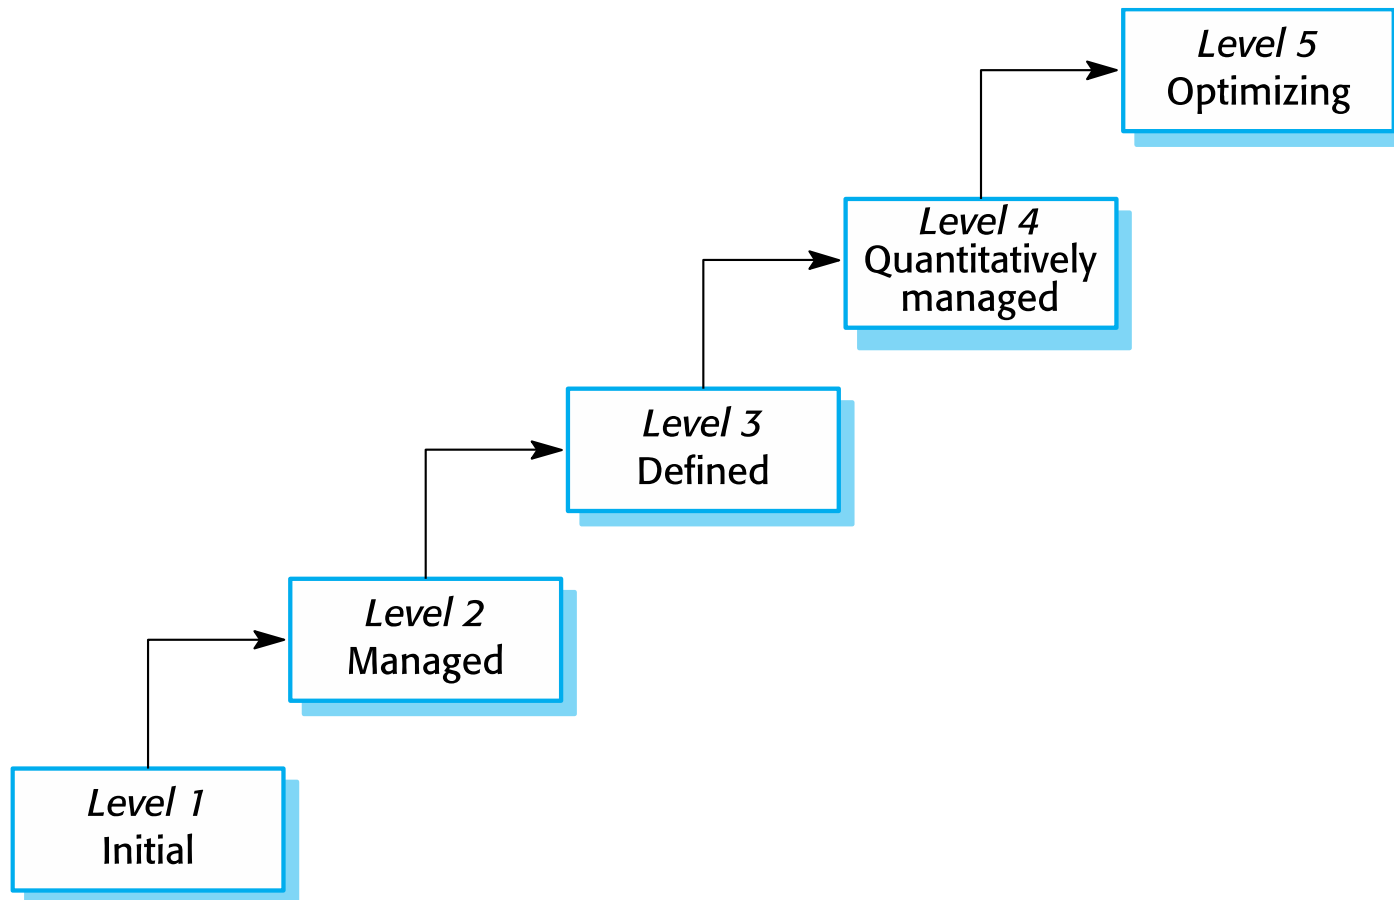 Level 5
Optimizing
Level 4
Quantitatively
managed
Level 3
Defined
Level 2
Managed
Level 1
Initial